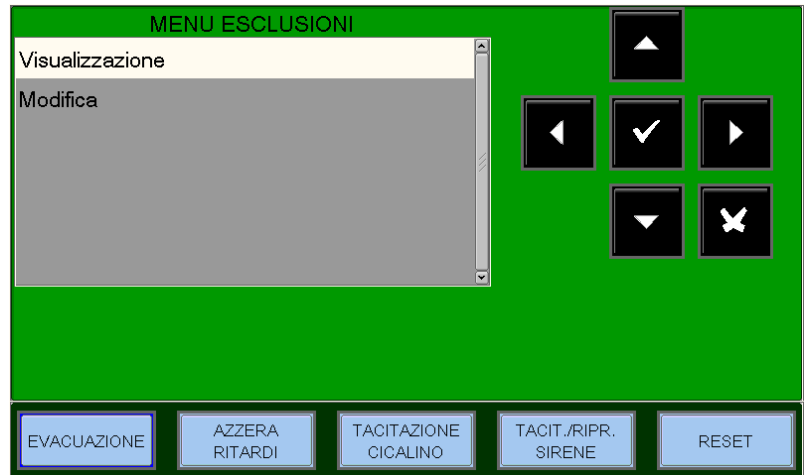 MENU ESCLUSIONI
Visualizzazione
Modifica
EVACUAZIONE
AZZERA
RITARDI
TACITAZIONE
CICALINO
TACIT./RIPR.
SIRENE
RESET